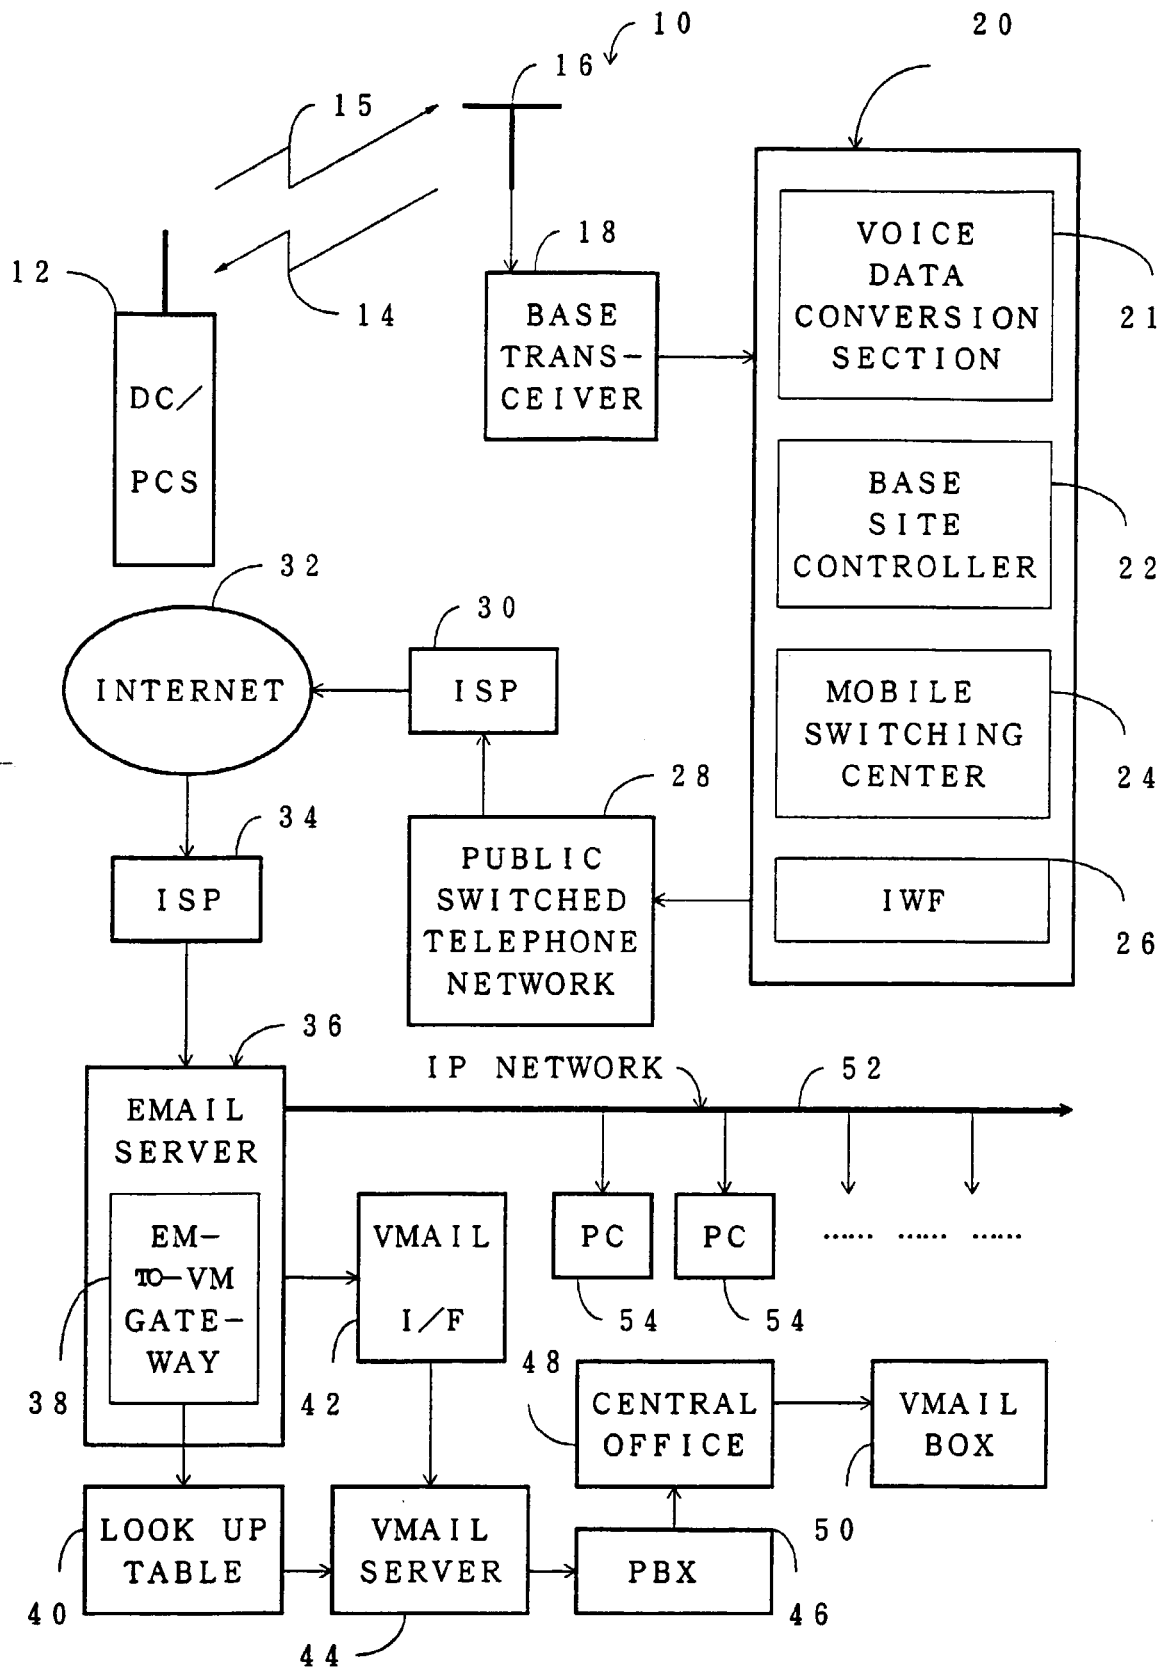 10
20
16
15
18
VOICE
DATA
CONVERSION
SECTION
21
12
14
BASE
TRANS-
CEIVER
DC/
PCS
BASE
SITE
CONTROLLER
22
32
30
INTERNET
ISP
MOBILE
SWITCHING
CENTER
24
28
34
ISP
PUBLIC
SWITCHED
TELEPHONE
NETWORK
IWF
26
36
IP NETWORK
52
EMAIL
SERVER
EM-
TO-VM
GATE-
WAY
38
VMAIL
I/F
42
PC
PC
...... ...... ......
54
54
48
CENTRAL
OFFICE
VMAIL
BOX
50
LOOK UP
TABLE
40
VMAIL
SERVER
44
PBX
46